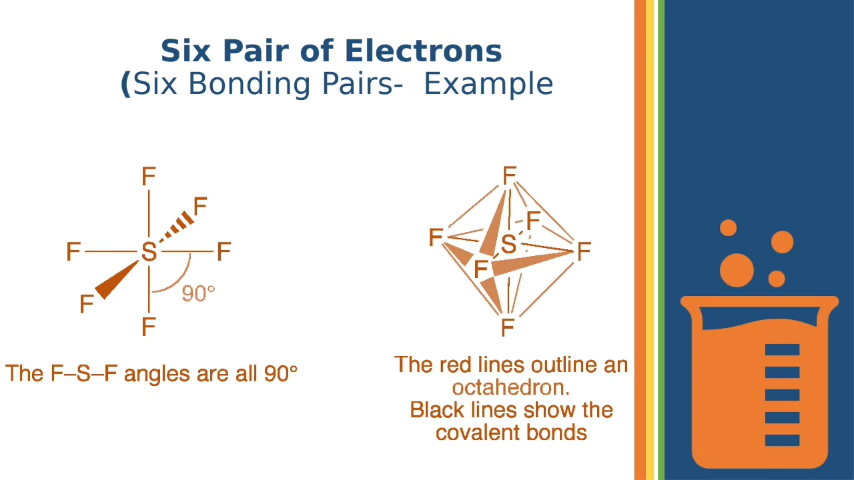 Six Pair of Electrons
(Six Bonding Pairs-  Example
F
F
F S F
F
90°
F
The F–S–F angles are all 90°
F
F
F
S
F
F
F
The red lines outline an
octahedron.
Black lines show the
covalent bonds